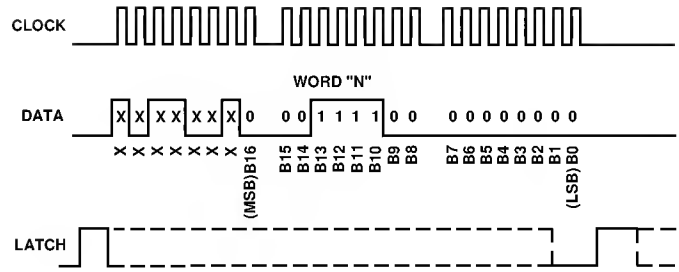 CLOCK
WORD "N"
DATA
X X X X X X X 0 0 0 1 1 1 1 0 0 0 0 0 0 0 0 0 0
X X X X X X X (MSB)B16 B15 B14 B13 B12 B11 B10 B9 B8 B7 B6 B5 B4 B3 B2 B1 (LSB)B0
LATCH